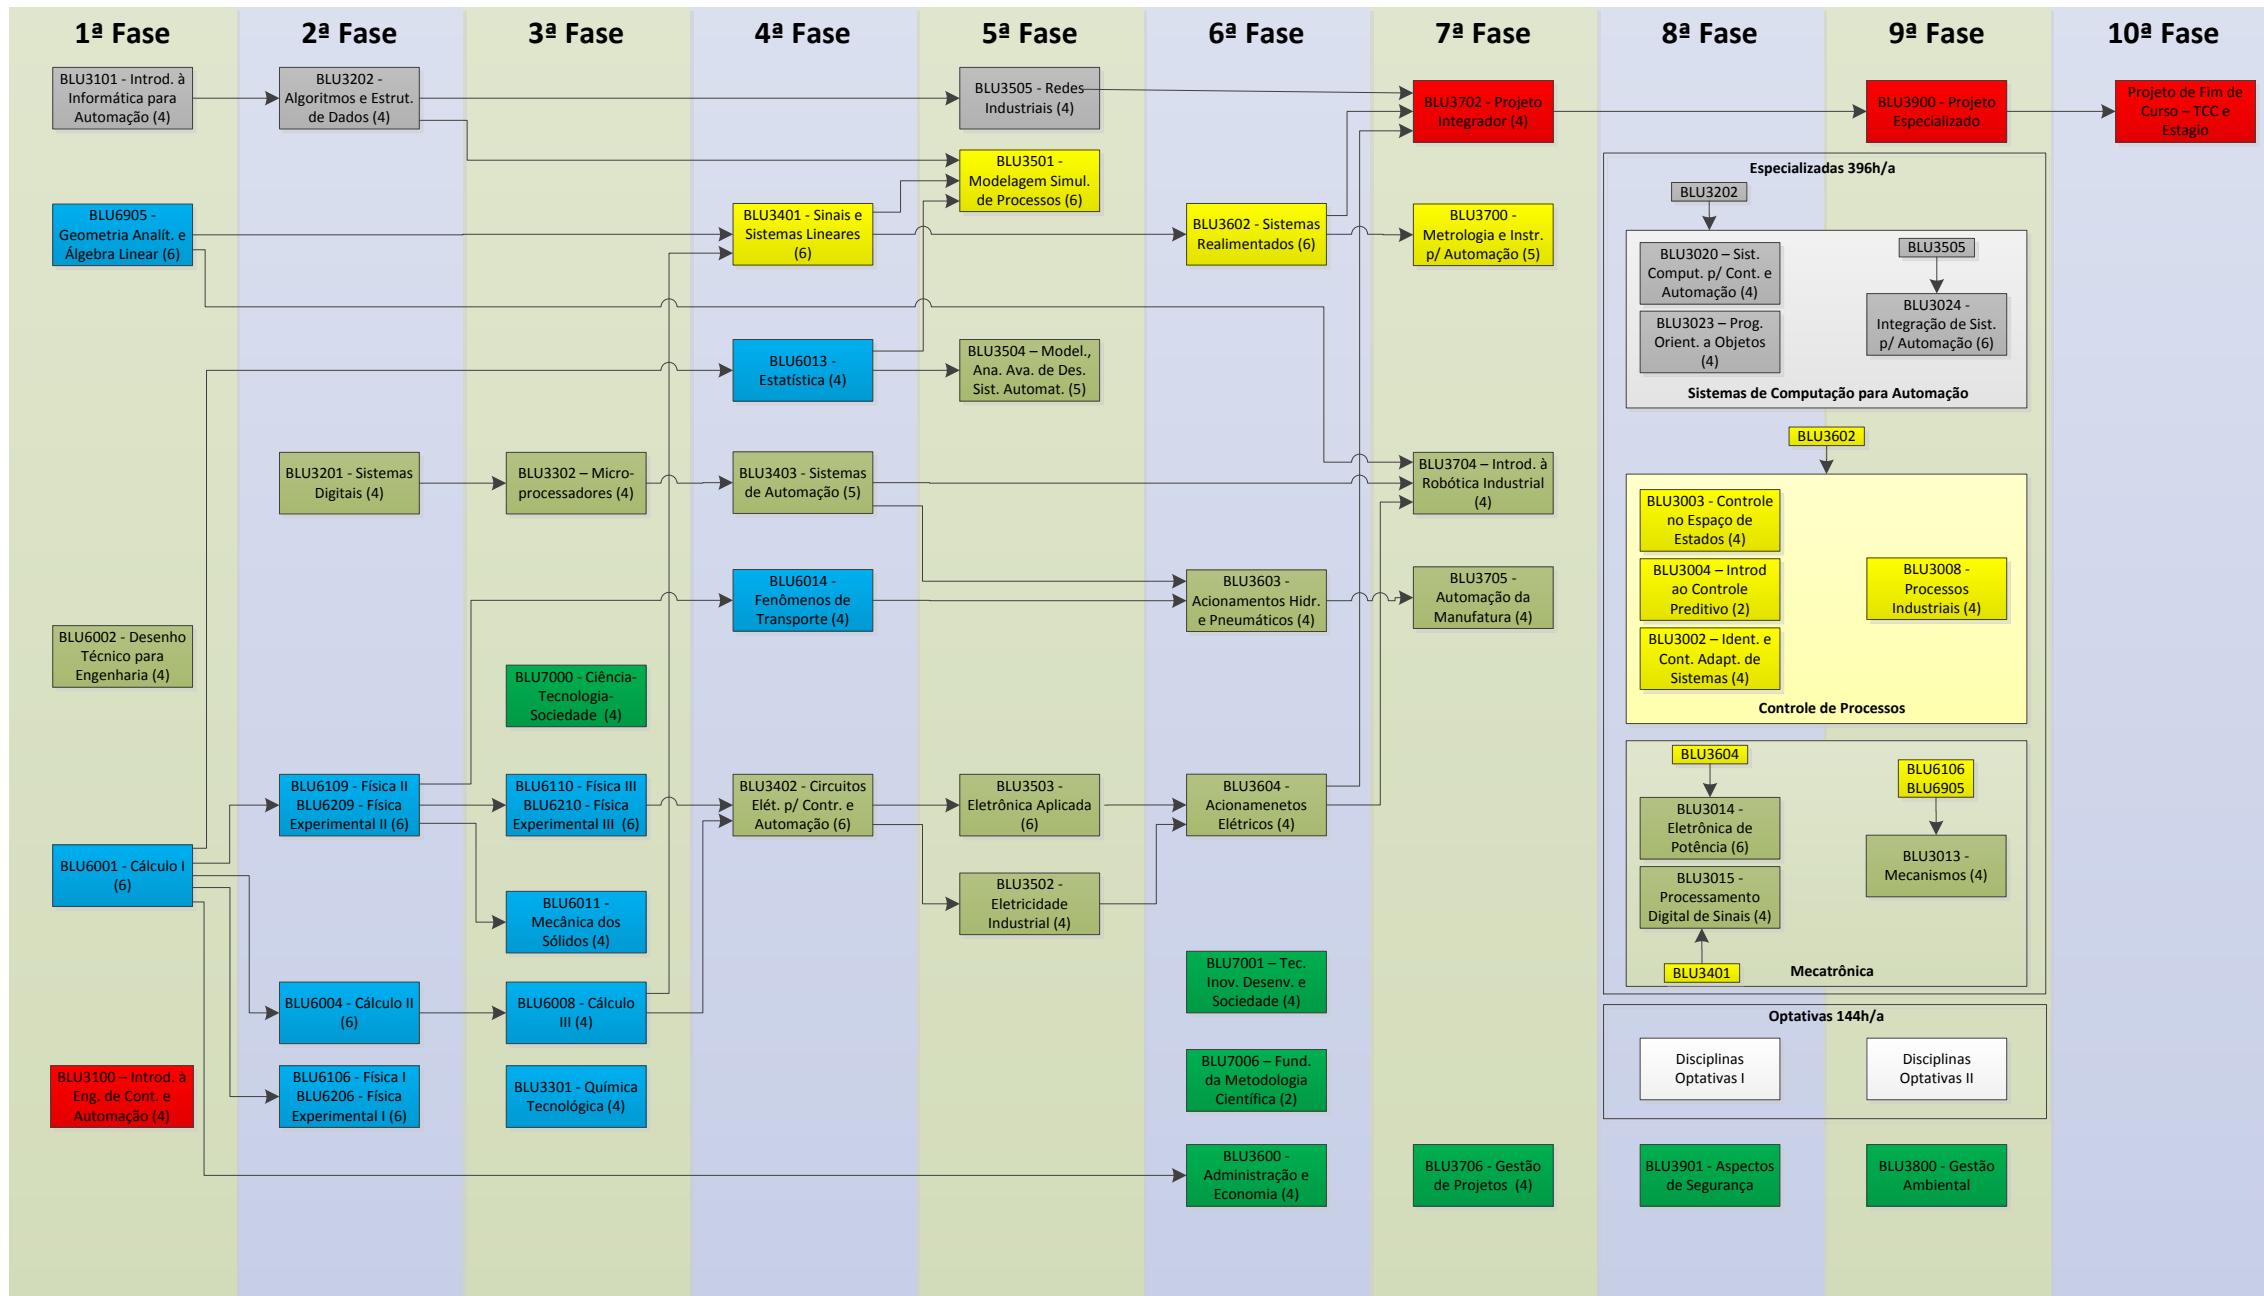 1ª Fase
2ª Fase
3ª Fase
4ª Fase
5ª Fase
6ª Fase
7ª Fase
8ª Fase
9ª Fase
10ª Fase
BLU3101 - Introd. à
Informática para
Automação (4)
BLU6905 -
Geometria Analít. e
Álgebra Linear (6)
BLU6002 - Desenho
Técnico para
Engenharia (4)
BLU6001 - Cálculo I
(6)
BLU3100 – Introd. à
Eng. de Cont. e
Automação (4)
BLU3202 -
Algoritmos e Estrut.
de Dados (4)
BLU3201 - Sistemas
Digitais (4)
BLU6109 - Física II
BLU6209 - Física
Experimental II (6)
BLU6004 - Cálculo II
(6)
BLU6106 - Física I
BLU6206 - Física
Experimental I (6)
BLU3302 – Micro-
processadores (4)
BLU7000 - Ciência-
Tecnologia-
Sociedade (4)
BLU6110 - Física III
BLU6210 - Física
Experimental III (6)
BLU6011 -
Mecânica dos
Sólidos (4)
BLU6008 - Cálculo
III (4)
BLU3301 - Química
Tecnológica (4)
BLU3401 - Sinais e
Sistemas Lineares
(6)
BLU6013 -
Estatística (4)
BLU3403 - Sistemas
de Automação (5)
BLU6014 -
Fenômenos de
Transporte (4)
BLU3402 - Circuitos
Elét. p/ Contr. e
Automação (6)
BLU3505 - Redes
Industriais (4)
BLU3501 -
Modelagem Simul.
de Processos (6)
BLU3504 – Model.,
Ana. Ava. de Des.
Sist. Automat. (5)
BLU3503 -
Eletrônica Aplicada
(6)
BLU3502 -
Eletricidade
Industrial (4)
BLU3602 - Sistemas
Realimentados (6)
BLU3603 -
Acionamentos Hidr.
e Pneumáticos (4)
BLU3604 -
Acionamenetos
Elétricos (4)
BLU7001 – Tec.
Inov. Desenv. e
Sociedade (4)
BLU7006 – Fund.
da Metodologia
Científica (2)
BLU3600 -
Administração e
Economia (4)
BLU3702 - Projeto
Integrador (4)
BLU3700 -
Metrologia e Instr.
p/ Automação (5)
BLU3704 – Introd. à
Robótica Industrial
(4)
BLU3705 -
Automação da
Manufatura (4)
BLU3706 - Gestão
de Projetos (4)
BLU3900 - Projeto
Especializado
Projeto de Fim de
Curso – TCC e
Estagio
Especializadas 396h/a
BLU3202
BLU3020 – Sist.
Comput. p/ Cont. e
Automação (4)
BLU3023 – Prog.
Orient. a Objetos
(4)
BLU3505
BLU3024 -
Integração de Sist.
p/ Automação (6)
Sistemas de Computação para Automação
BLU3602
BLU3003 - Controle
no Espaço de
Estados (4)
BLU3004 – Introd
ao Controle
Preditivo (2)
BLU3002 – Ident. e
Cont. Adapt. de
Sistemas (4)
BLU3008 -
Processos
Industriais (4)
Controle de Processos
BLU3604
BLU3014 -
Eletrônica de
Potência (6)
BLU3015 -
Processamento
Digital de Sinais (4)
BLU3401
BLU6106
BLU6905
BLU3013 -
Mecanismos (4)
Mecatrônica
Optativas 144h/a
Disciplinas
Optativas I
Disciplinas
Optativas II
BLU3901 - Aspectos
de Segurança
BLU3800 - Gestão
Ambiental